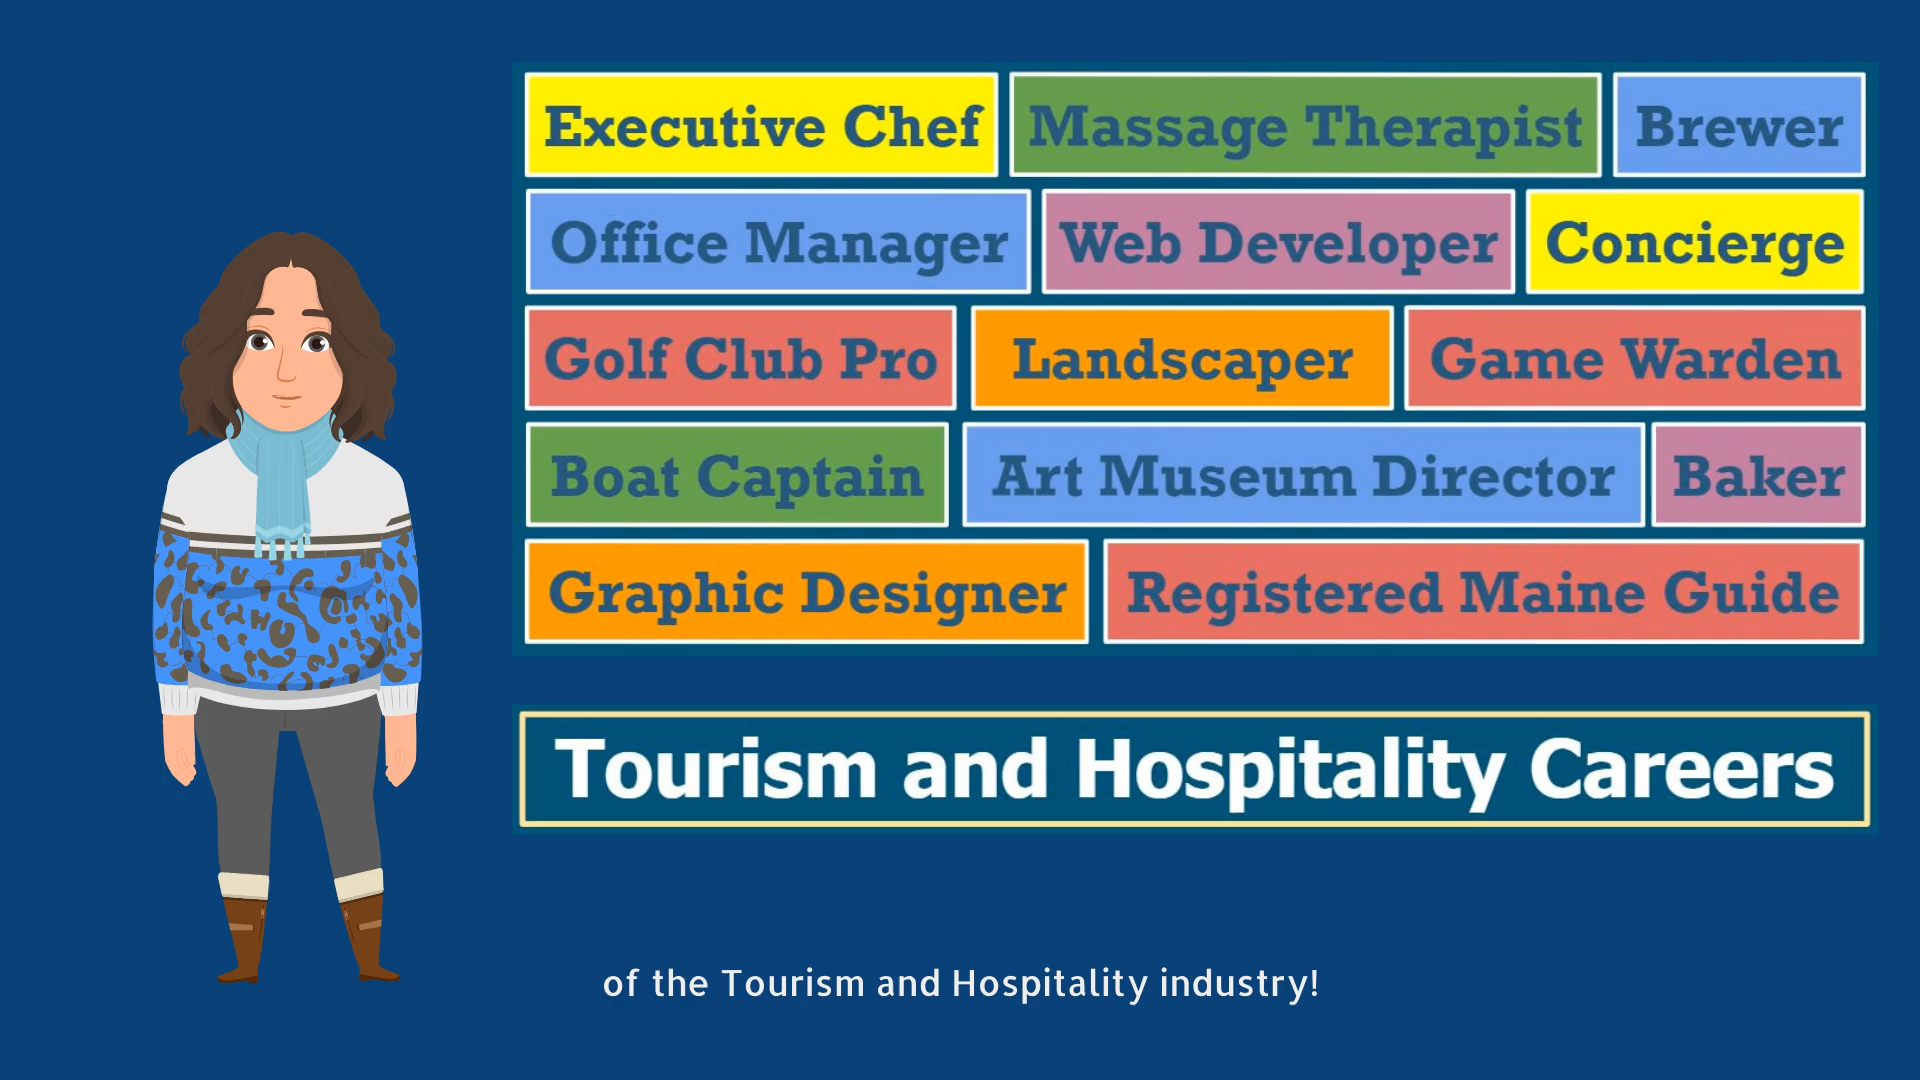 Executive Chef Massage Therapist Brewer
Office Manager Web Developer Concierge
Golf Club Pro Landscaper Game Warden
Boat Captain Art Museum Director Baker
Graphic Designer Registered Maine Guide
Tourism and Hospitality Careers
of the Tourism and Hospitality industry!